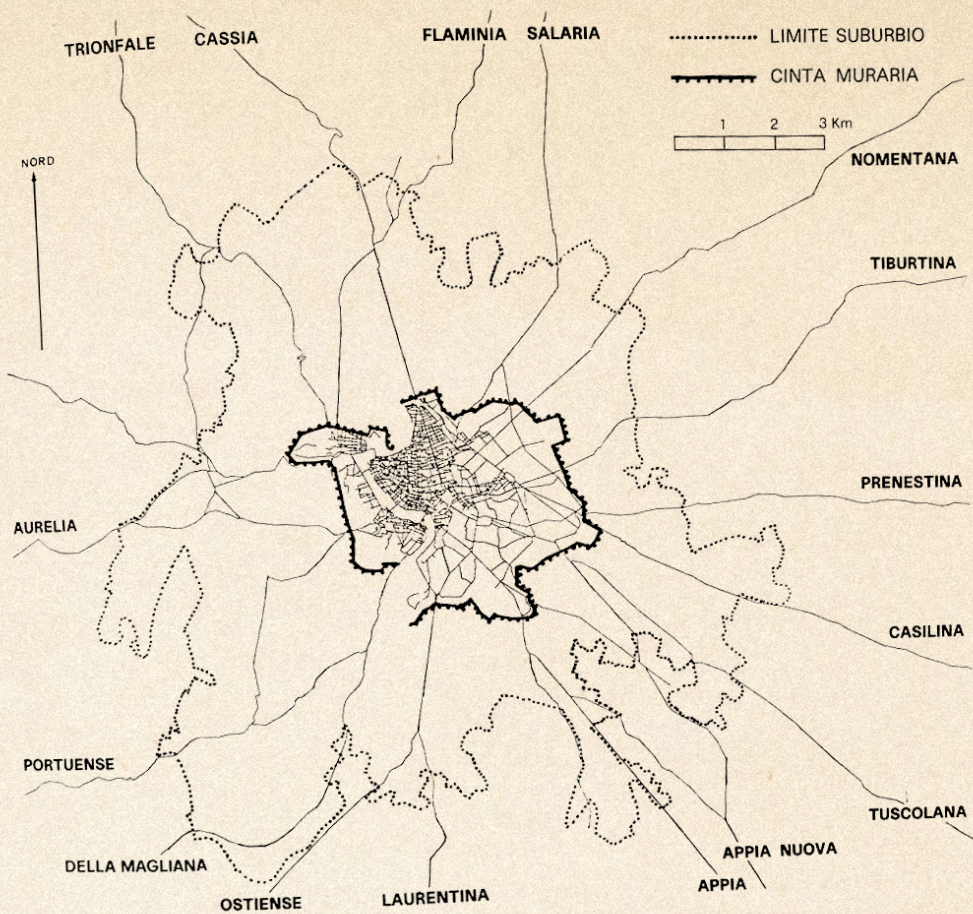 TRIONFALE
CASSIA
FLAMINIA
SALARIA
LIMITE SUBURBIO
CINTA MURARIA
1 2 3 Km
NORD
NOMENTANA
TIBURTINA
PRENESTINA
AURELIA
CASILINA
PORTUENSE
TUSCOLANA
DELLA MAGLIANA
APPIA NUOVA
APPIA
OSTIENSE
LAURENTINA